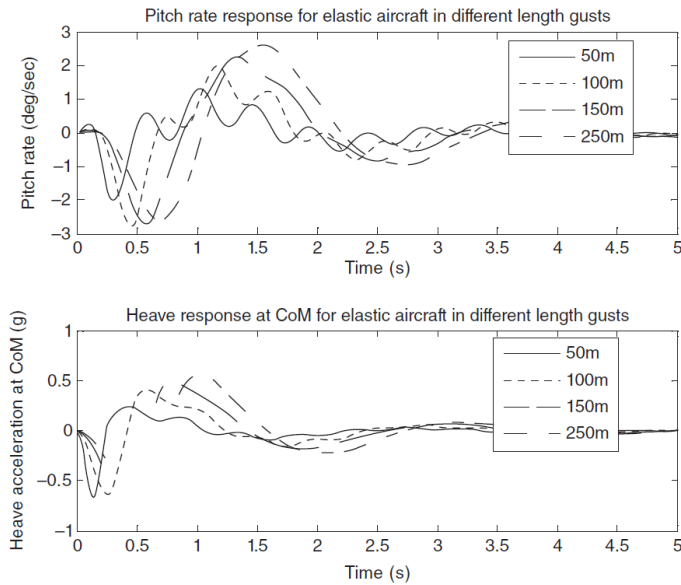 Pitch rate response for elastic aircraft in different length gusts
3
2
1
0
−1
−2
−3
Pitch rate (deg/sec)
50m
100m
150m
250m
0 0.5 1 1.5 2 2.5 3 3.5 4 4.5 5
Time (s)
Heave response at CoM for elastic aircraft in different length gusts
1
0.5
0
−0.5
−1
Heave acceleration at CoM (g)
50m
100m
150m
250m
0 0.5 1 1.5 2 2.5 3 3.5 4 4.5 5
Time (s)